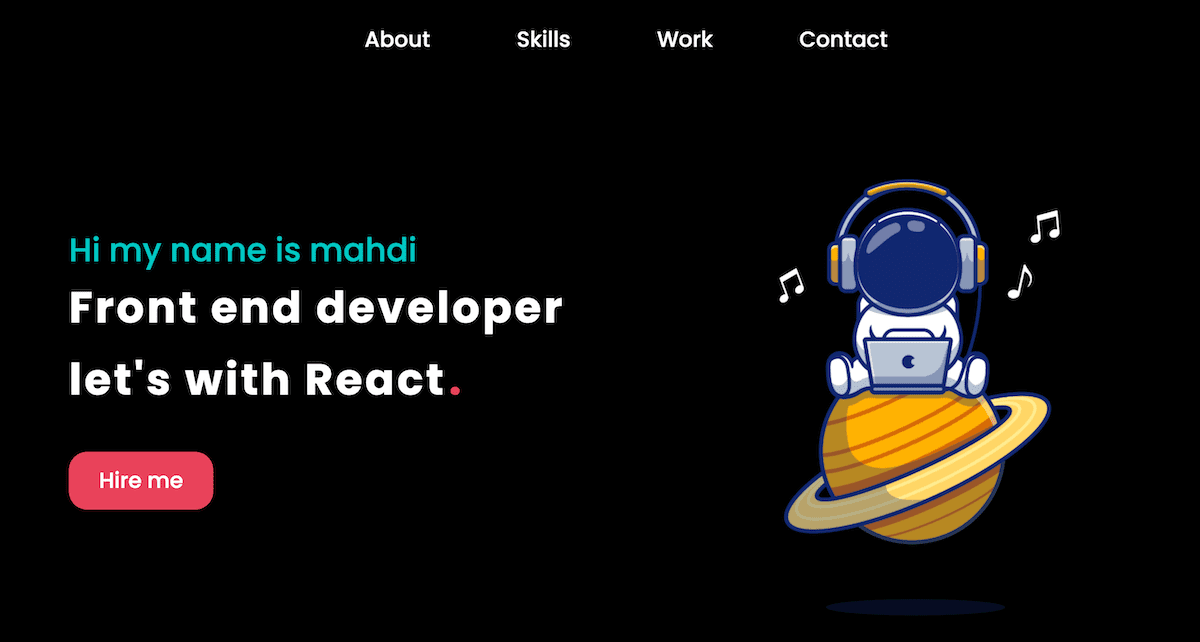 About Skills Work Contact
Hi my name is mahdi
Front end developer
let's with React.
Hire me